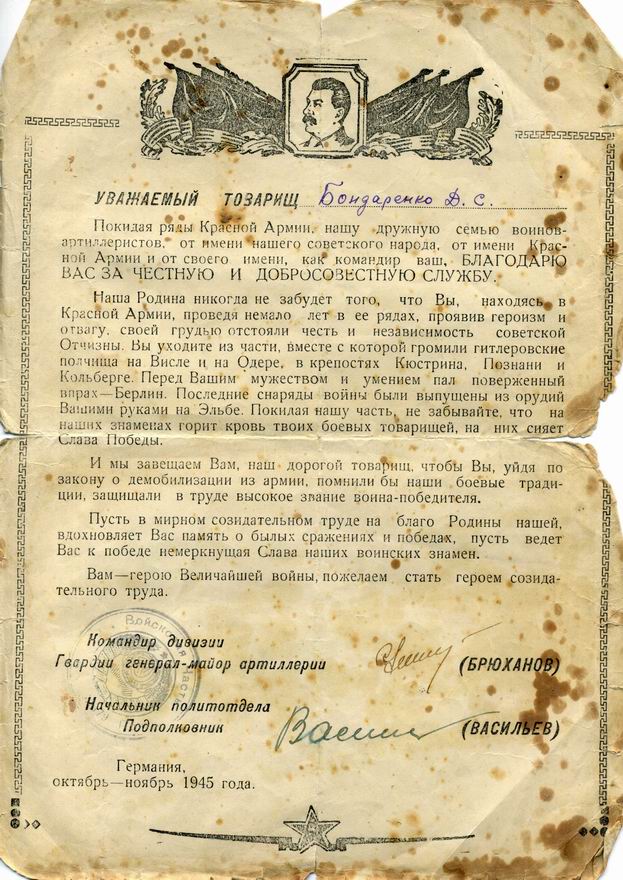 УВАЖАЕМЫЙ ТОВАРИЩ Бондаренко Д. С.
Покидая ряды Красной Армии, нашу дружную семью воинов-
артиллеристов, от имени нашего советского народа, от имени Крас-
ной Армии и от своего имени, как командир ваш, БЛАГОДАРЮ
ВАС ЗА ЧЕСТНУЮ И ДОБРОСОВЕСТНУЮ СЛУЖБУ.
Наша Родина никогда не забудет того, что Вы, находясь в
Красной Армии, проведя немало лет в ее рядах, проявив героизм и
отвагу, своей грудью отстояли честь и независимость советской
Отчизны. Вы уходите из части, вместе с которой громили гитлеровские
полчища на Висле и на Одере, в крепостях Кюстрина, Познани и
Кольберге. Перед Вашим мужеством и умением пал поверженный
впрах—Берлин. Последние снаряды войны были выпущены из орудий
Вашими руками на Эльбе. Покидая нашу часть, не забывайте, что на
наших знаменах горит кровь твоих боевых товарищей, на них сияет
Слава Победы.
И мы завещаем Вам, наш дорогой товарищ, чтобы Вы, уйдя по
закону о демобилизации из армии, помнили бы наши боевые тради-
ции, защищали в труде высокое звание воина-победителя.
Пусть в мирном созидательном труде на благо Родины нашей,
вдохновляет Вас память о былых сражениях и победах, пусть ведет
Вас к победе немеркнущая Слава наших воинских знамен.
Вам—герою Величайшей войны, пожелаем стать героем созида-
тельного труда.
Войсковая часть
Командир дивизии
Гвардии генерал-майор артиллерии (БРЮХАНОВ)
Начальник политотдела
Подполковник (ВАСИЛЬЕВ)
Германия,
октябрь—ноябрь 1945 года.